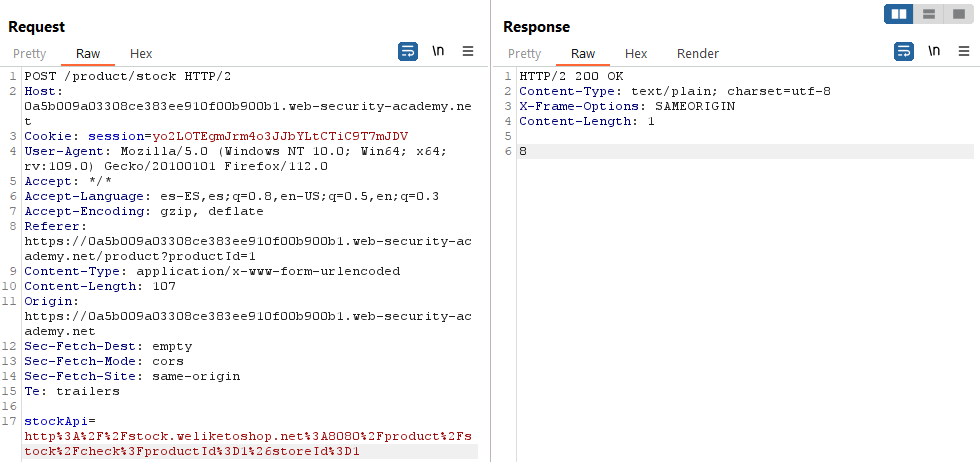 Request
Pretty Raw Hex \n
1 POST /product/stock HTTP/2
2 Host:
0a5b009a03308ce383ee910f00b900b1.web-security-academy.ne
t
3 Cookie: session=yo2LOTEgmJrm4o3JJbYLtCTiC9T7mJDV
4 User-Agent: Mozilla/5.0 (Windows NT 10.0; Win64; x64;
rv:109.0) Gecko/20100101 Firefox/112.0
5 Accept: */*
6 Accept-Language: es-ES,es;q=0.8,en-US;q=0.5,en;q=0.3
7 Accept-Encoding: gzip, deflate
8 Referer:
https://0a5b009a03308ce383ee910f00b900b1.web-security-ac
ademy.net/product?productId=1
9 Content-Type: application/x-www-form-urlencoded
10 Content-Length: 107
11 Origin:
https://0a5b009a03308ce383ee910f00b900b1.web-security-ac
ademy.net
12 Sec-Fetch-Dest: empty
13 Sec-Fetch-Mode: cors
14 Sec-Fetch-Site: same-origin
15 Te: trailers
16
17 stockApi=
http%3A%2F%2Fstock.weliketoshop.net%3A8080%2Fproduct%2Fs
tock%2Fcheck%3FproductId%3D1%26storeId%3D1
Response
Pretty Raw Hex Render \n
1 HTTP/2 200 OK
2 Content-Type: text/plain; charset=utf-8
3 X-Frame-Options: SAMEORIGIN
4 Content-Length: 1
5
6 8